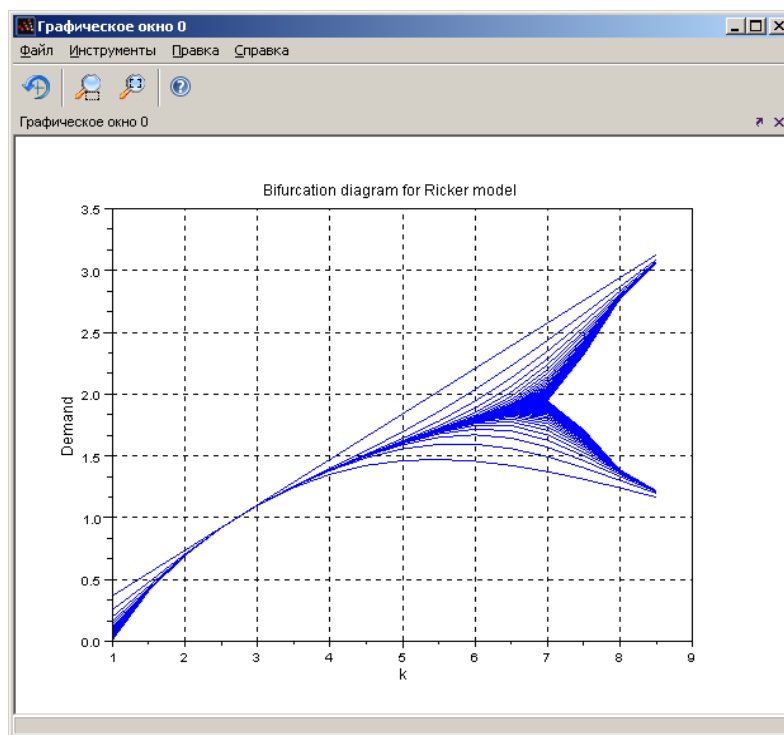 Графическое окно 0
Файл Инструменты Правка Справка
Графическое окно 0
Bifurcation diagram for Ricker model
3.5
3.0
2.5
2.0
1.5
1.0
0.5
0.0
Demand
1 2 3 4 5 6 7 8 9
k